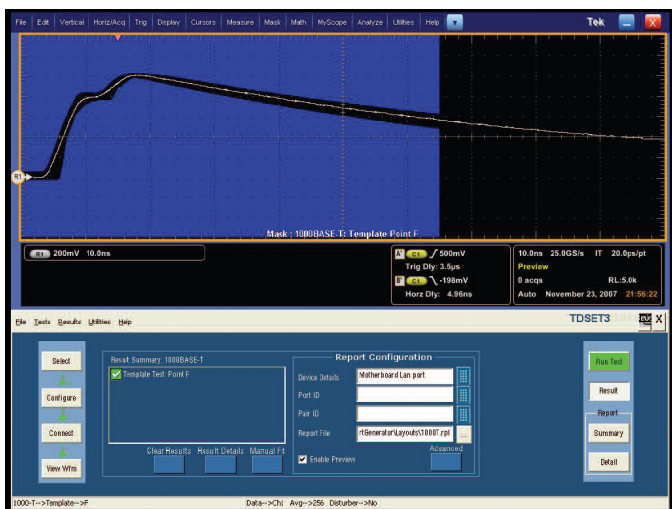 File Edit Vertical Horiz/Acq Trig Display Cursors Measure Mask Math MyScope Analyze Utilities Help Tek X
R1
Mask : 1000BASE-T: Template Point F
R1 200mV 10.0ns
A' C1 500mV
Trig Dly: 3.5µs
B' C1 -198mV
Horz Dly: 4.96ns
10.0ns 25.0GS/s IT 20.0ps/pt
Preview
0 acqs RL:5.0k
Auto November 23, 2007 21:56:22
File Tests Results Utilities Help TDSET3 X
Select
Configure
Connect
View Wfm
Result Summary: 1000BASE-T
Template Test: Point F
Clear Results Result Details Manual Fit
Report Configuration
Device Details Motherboard Lan port
Port ID
Pair ID
Report File rtGenerator\Layouts\1000T.rpl ...
Enable Preview
Advanced
Run Test
Result
Report
Summary
Detail
1000-T-->Template-->F Data-->Ch1 Avg-->256 Disturber-->No